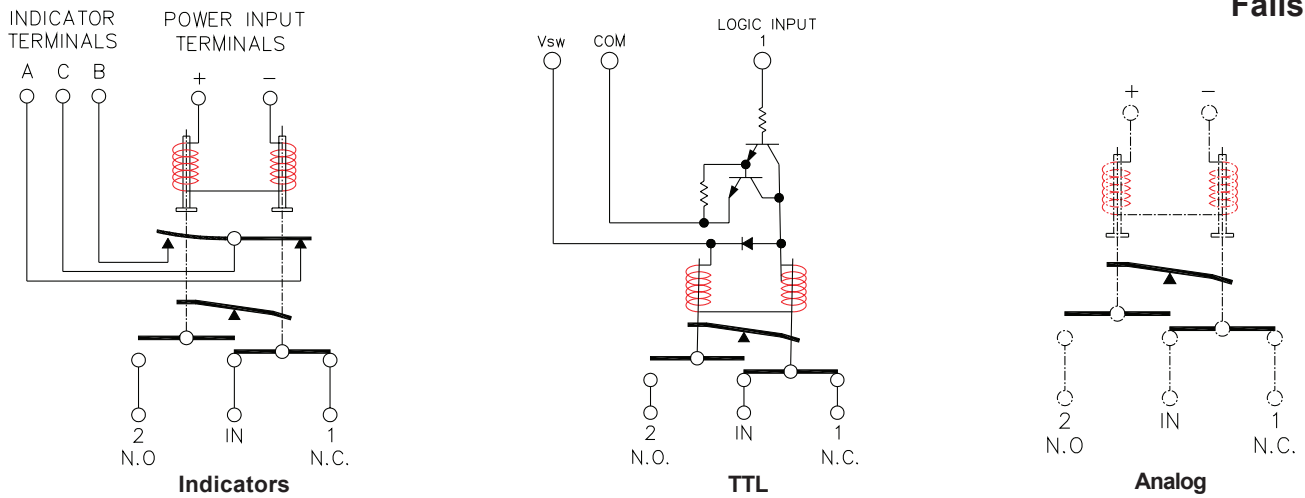 Fails
INDICATOR
TERMINALS
A C B
POWER INPUT
TERMINALS
+ −
2 IN 1
N.O N.C.
Indicators
LOGIC INPUT
1
Vsw COM
2 IN 1
N.O. N.C.
TTL
+ −
2 IN 1
N.O N.C.
Analog